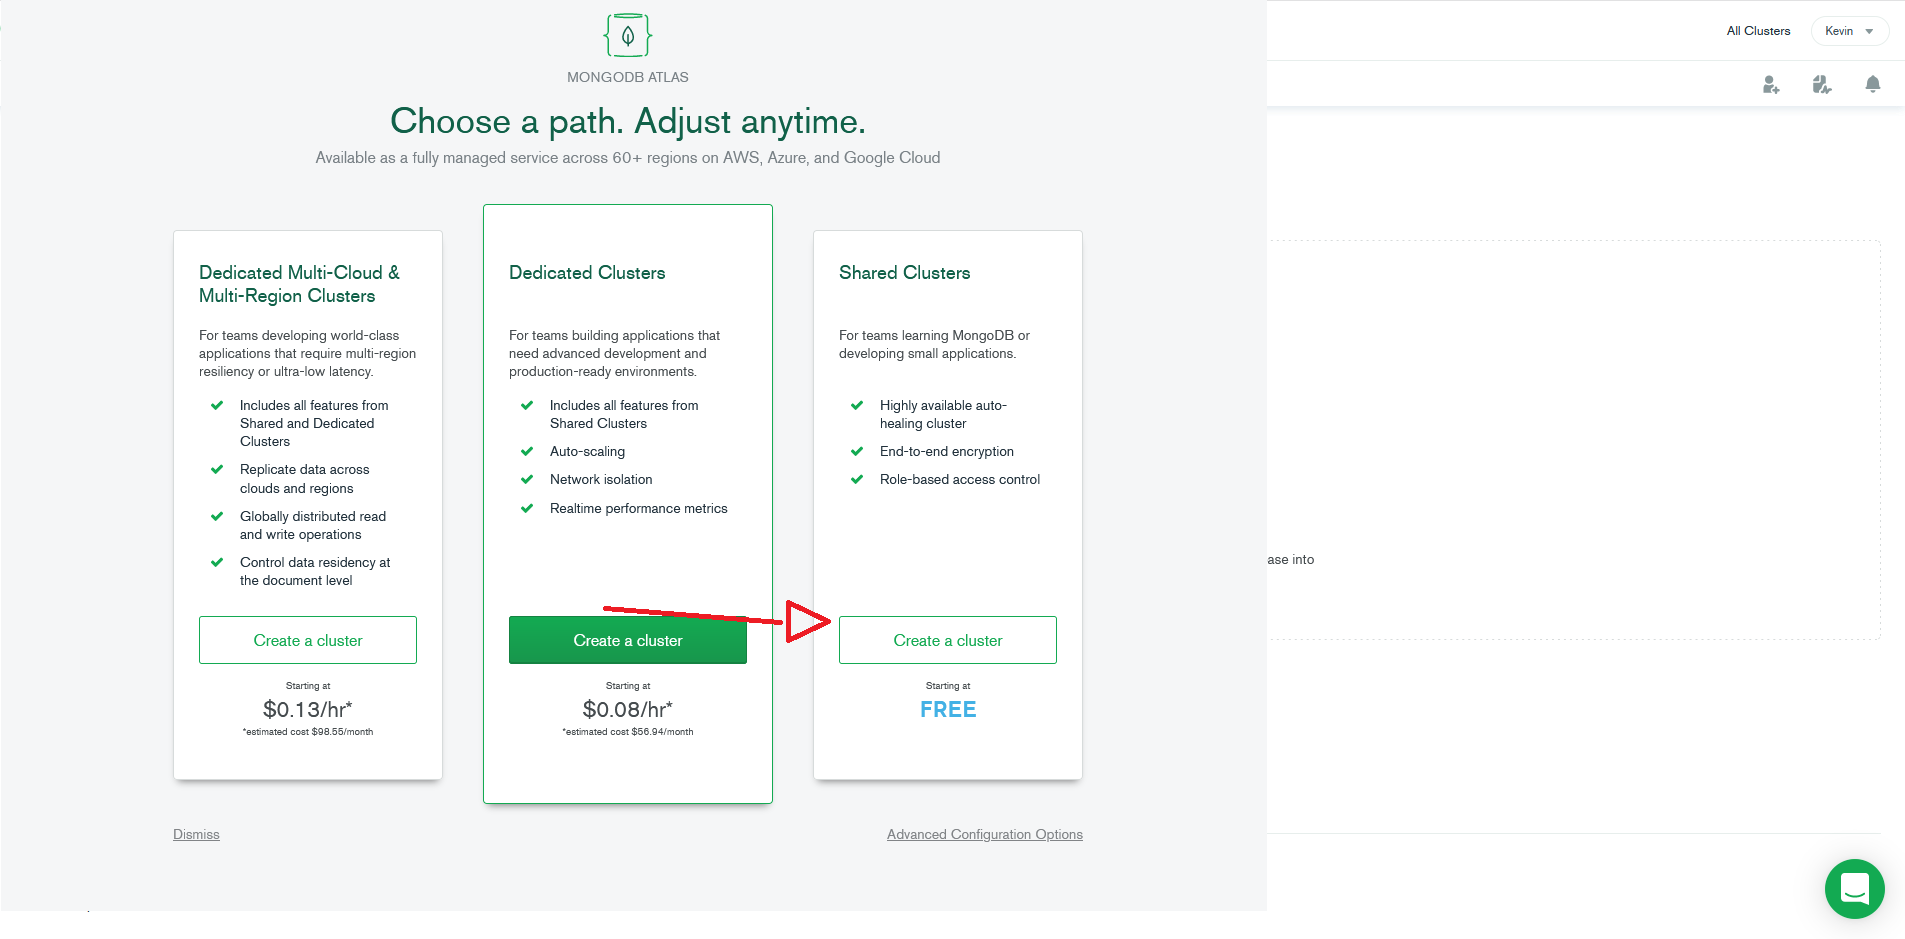 All Clusters
Kevin
MONGODB ATLAS
Choose a path. Adjust anytime.
Available as a fully managed service across 60+ regions on AWS, Azure, and Google Cloud
Dedicated Multi-Cloud &
Multi-Region Clusters
For teams developing world-class
applications that require multi-region
resiliency or ultra-low latency.
Includes all features from
Shared and Dedicated
Clusters
Replicate data across
clouds and regions
Globally distributed read
and write operations
Control data residency at
the document level
Create a cluster
Starting at
$0.13/hr*
*estimated cost $98.55/month
Dedicated Clusters
For teams building applications that
need advanced development and
production-ready environments.
Includes all features from
Shared Clusters
Auto-scaling
Network isolation
Realtime performance metrics
Create a cluster
Starting at
$0.08/hr*
*estimated cost $56.94/month
Shared Clusters
For teams learning MongoDB or
developing small applications.
Highly available auto-
healing cluster
End-to-end encryption
Role-based access control
Create a cluster
Starting at
FREE
ase into
Dismiss
Advanced Configuration Options